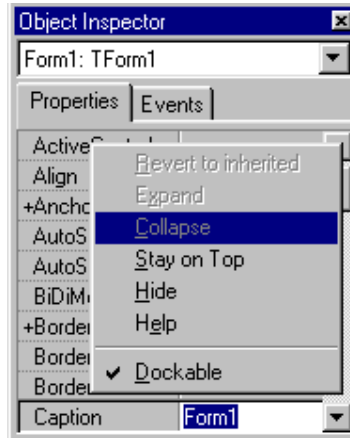 Object Inspector
Form1: TForm1
Properties Events
Active
Revert to inherited
Align
Expand
+Ancho
Collapse
AutoS
Stay on Top
AutoS
Hide
BiDiM
Help
+Border
Border
Dockable
Border
Caption Form1